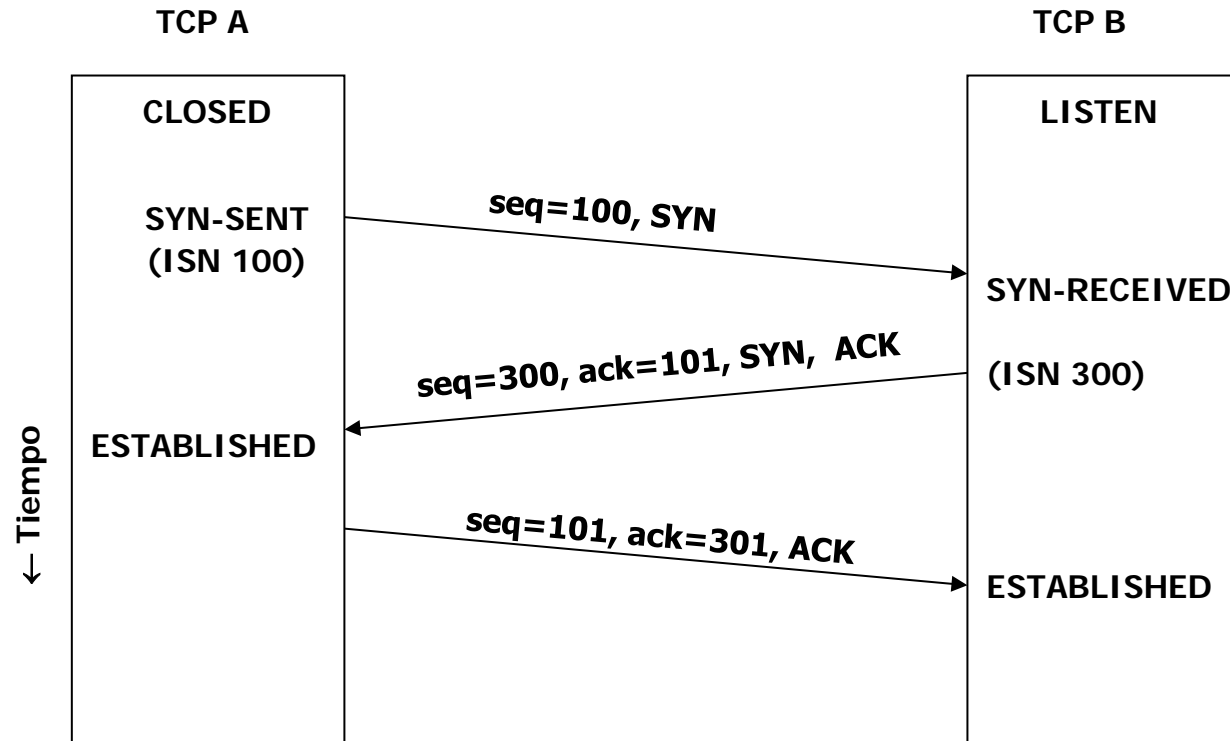 TCP A
TCP B
CLOSED
LISTEN
seq=100, SYN
SYN-SENT
(ISN 100)
SYN-RECEIVED
seq=300, ack=101, SYN, ACK
(ISN 300)
ESTABLISHED
← Tiempo
seq=101, ack=301, ACK
ESTABLISHED